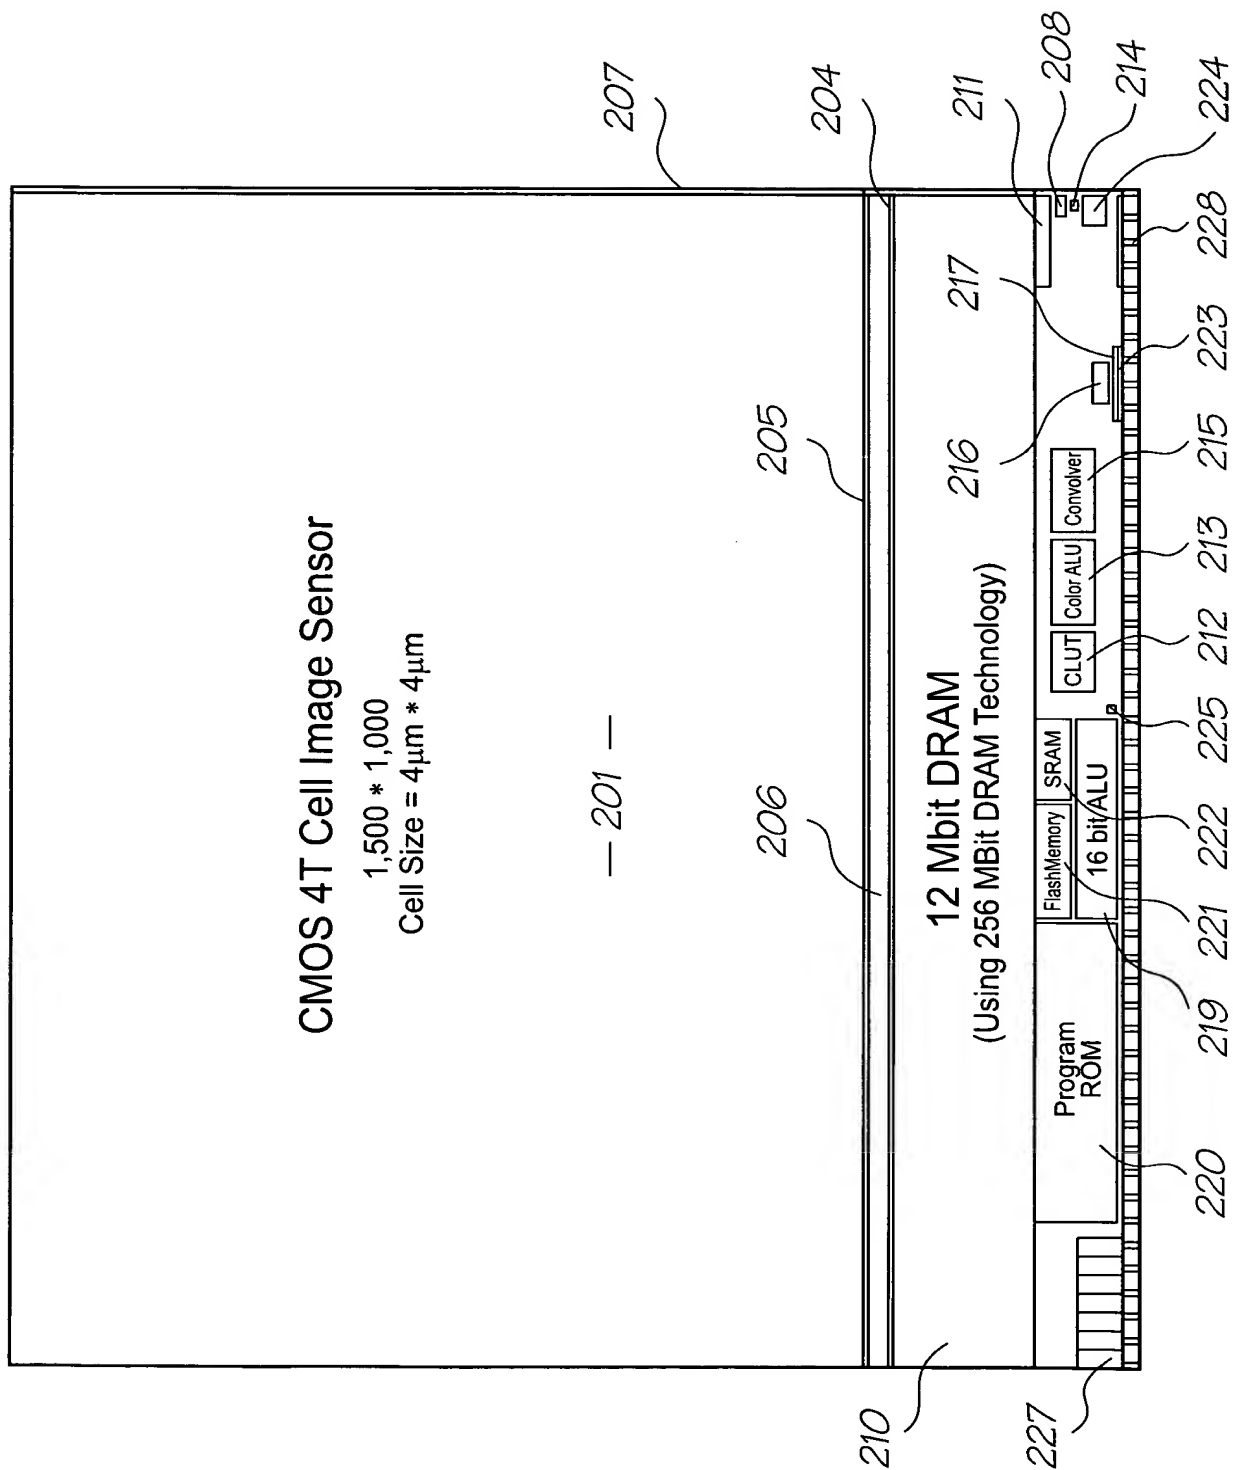 CMOS 4T Cell Image Sensor
1,500 * 1,000
Cell Size = 4µm * 4µm
— 201 —
207
205
206
204
12 Mbit DRAM
(Using 256 MBit DRAM Technology)
210
211
208
214
224
228
217
216
223
Convolver
215
Color ALU
213
CLUT
212
225
SRAM
222
FlashMemory
221
16 bit ALU
219
Program
ROM
220
227